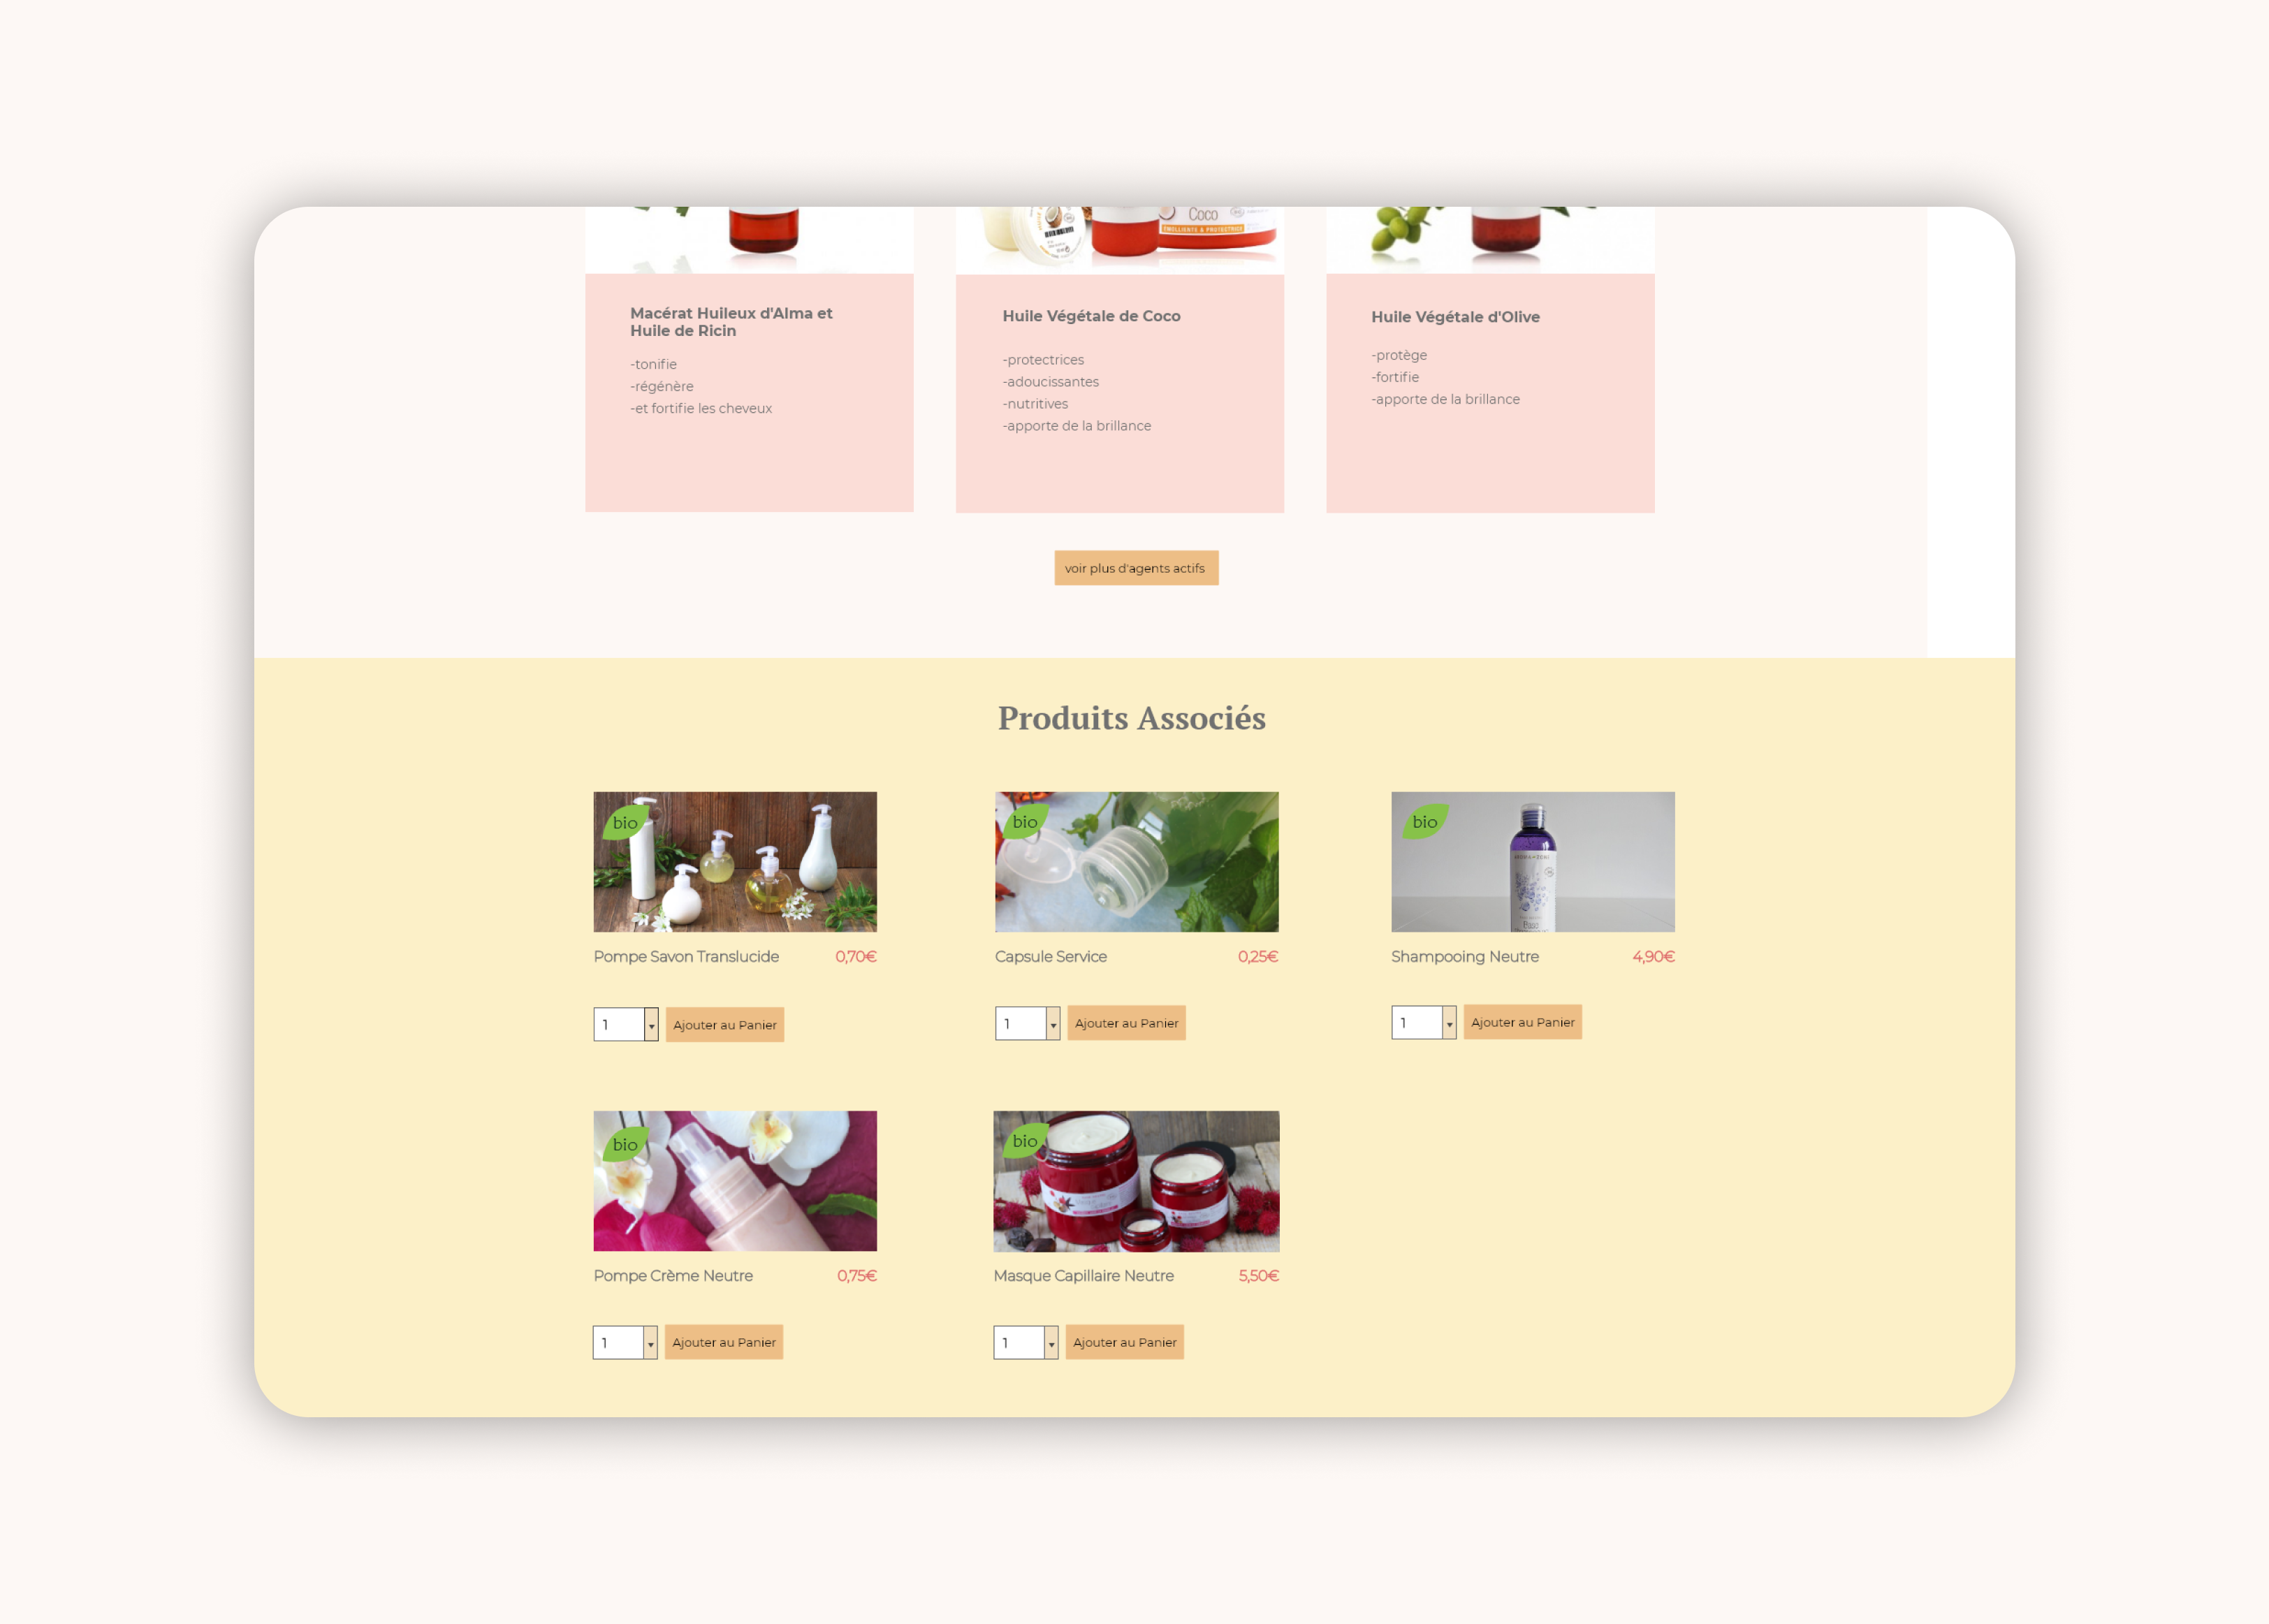 Coco
EMOLLIENTS & PROTECTRICE
Macérat Huileux d'Alma et
Huile de Ricin
-tonifie
-régénère
-et fortifie les cheveux
Huile Végétale de Coco
-protectrices
-adoucissantes
-nutritives
-apporte de la brillance
Huile Végétale d'Olive
-protège
-fortifie
-apporte de la brillance
voir plus d'agents actifs
Produits Associés
bio
bio
bio
Pompe Savon Translucide 0,70€
Capsule Service 0,25€
Shampooing Neutre 4,90€
1 Ajouter au Panier
1 Ajouter au Panier
1 Ajouter au Panier
bio
bio
Pompe Crème Neutre 0,75€
Masque Capillaire Neutre 5,50€
1 Ajouter au Panier
1 Ajouter au Panier